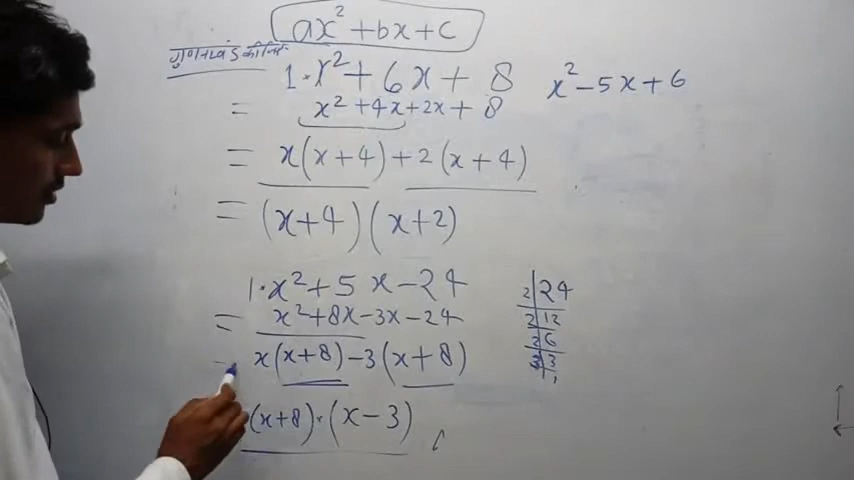 ax² + bx + c
गुणनखंड कीजिए
1·x² + 6x + 8
x² - 5x + 6
= x² + 4x + 2x + 8
= x(x+4) + 2(x+4)
= (x+4)(x+2)
1·x² + 5x - 24
= x² + 8x - 3x - 24
= x(x+8) - 3(x+8)
(x+8)·(x-3)
2 | 24
2 | 12
2 | 6
3 | 3
1